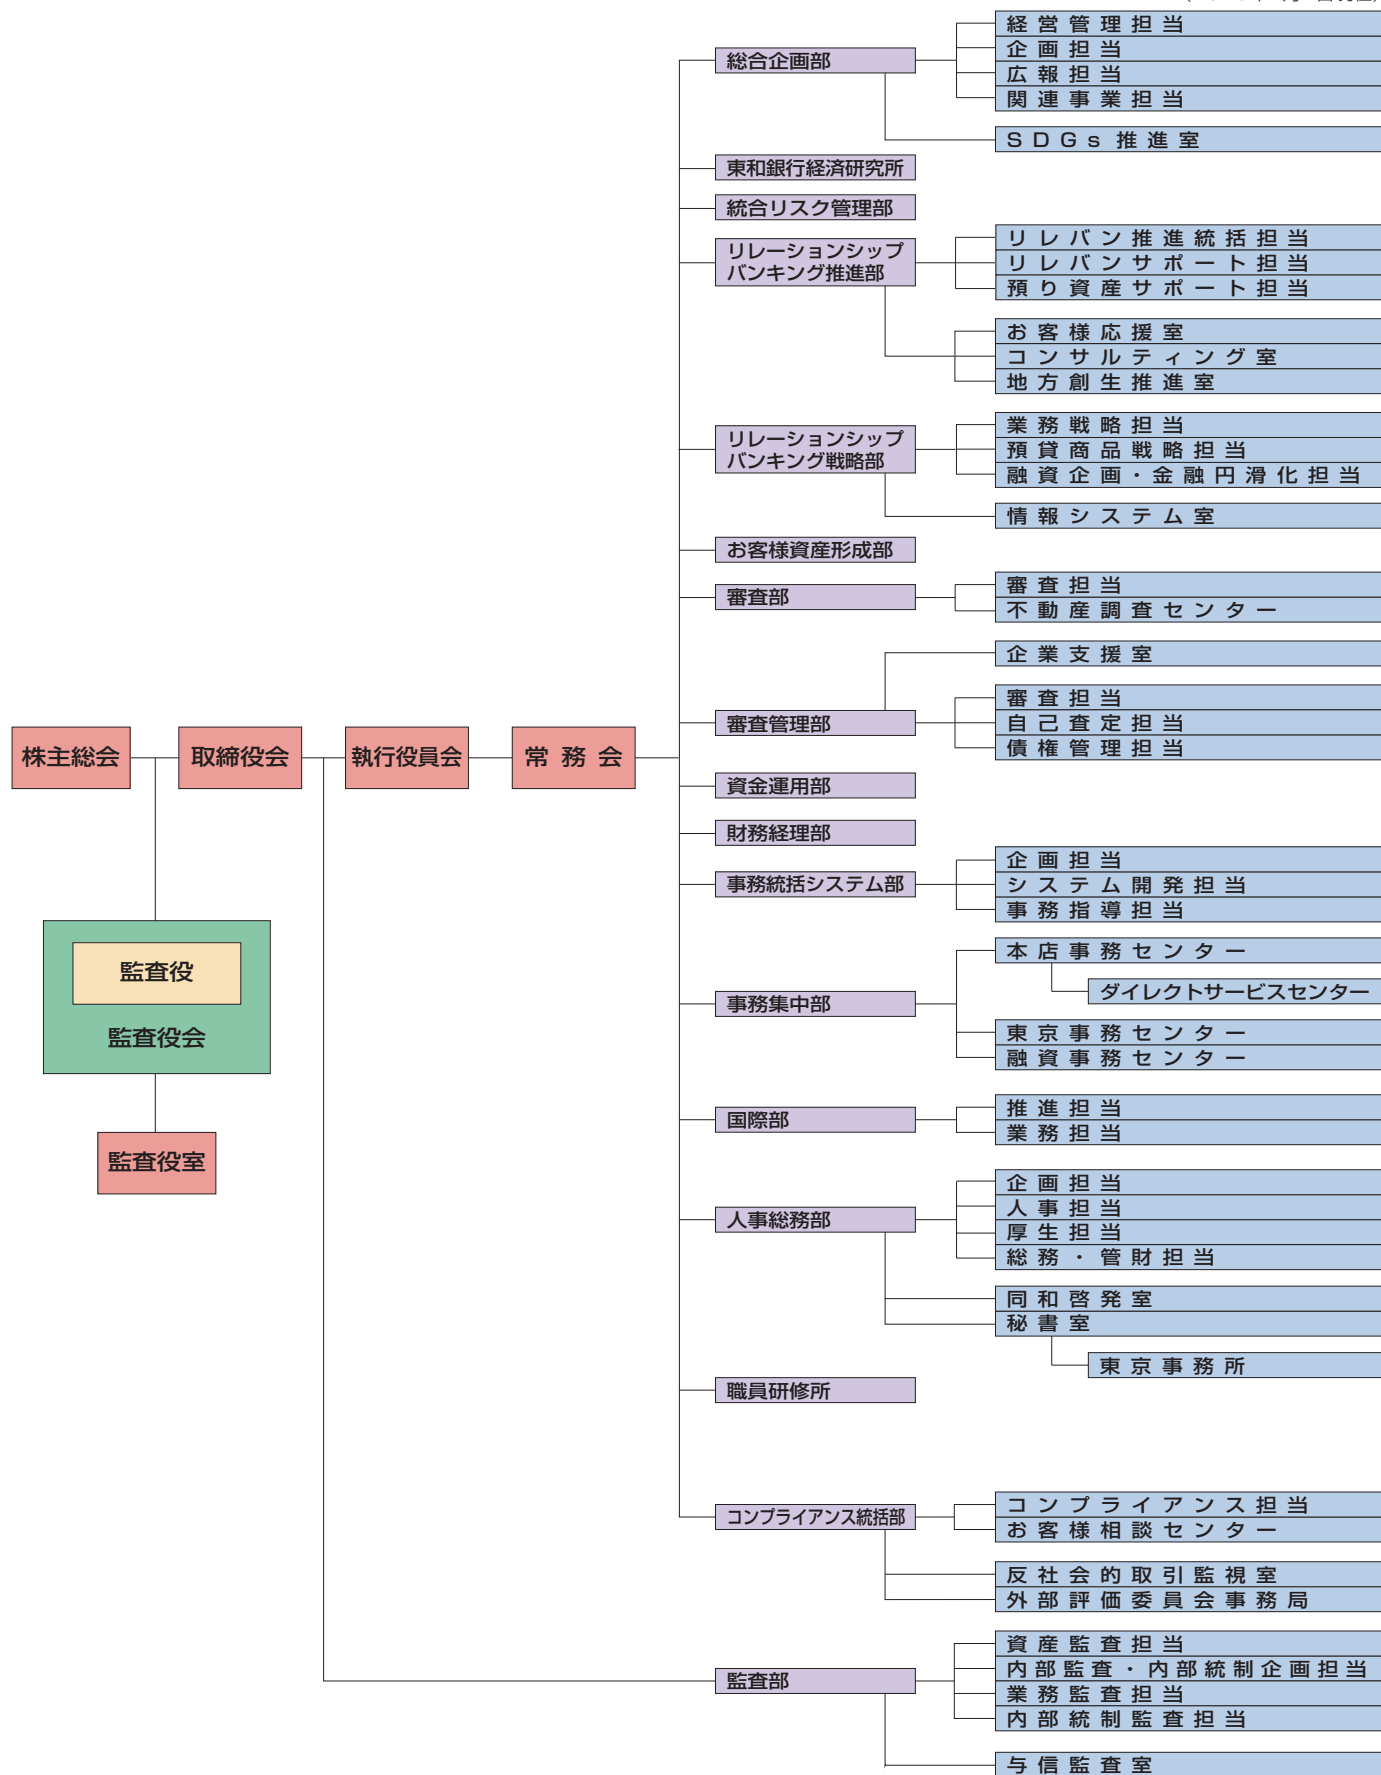 経営管理担当
企画担当
総合企画部
広報担当
関連事業担当
SDGs推進室
東和銀行経済研究所
統合リスク管理部
リレーションシップ
バンキング推進部
リレバン推進統括担当
リレバンサポート担当
預り資産サポート担当
お客様応援室
コンサルティング室
地方創生推進室
リレーションシップ
バンキング戦略部
業務戦略担当
預貸商品戦略担当
融資企画・金融円滑化担当
情報システム室
お客様資産形成部
審査部
審査担当
不動産調査センター
企業支援室
審査管理部
審査担当
自己査定担当
債権管理担当
株主総会
取締役会
執行役員会
常務会
資金運用部
財務経理部
事務統括システム部
企画担当
システム開発担当
事務指導担当
監査役
監査役会
監査役室
事務集中部
本店事務センター
ダイレクトサービスセンター
東京事務センター
融資事務センター
国際部
推進担当
業務担当
人事総務部
企画担当
人事担当
厚生担当
総務・管財担当
同和啓発室
秘書室
東京事務所
職員研修所
コンプライアンス統括部
コンプライアンス担当
お客様相談センター
反社会的取引監視室
外部評価委員会事務局
監査部
資産監査担当
内部監査・内部統制企画担当
業務監査担当
内部統制監査担当
与信監査室